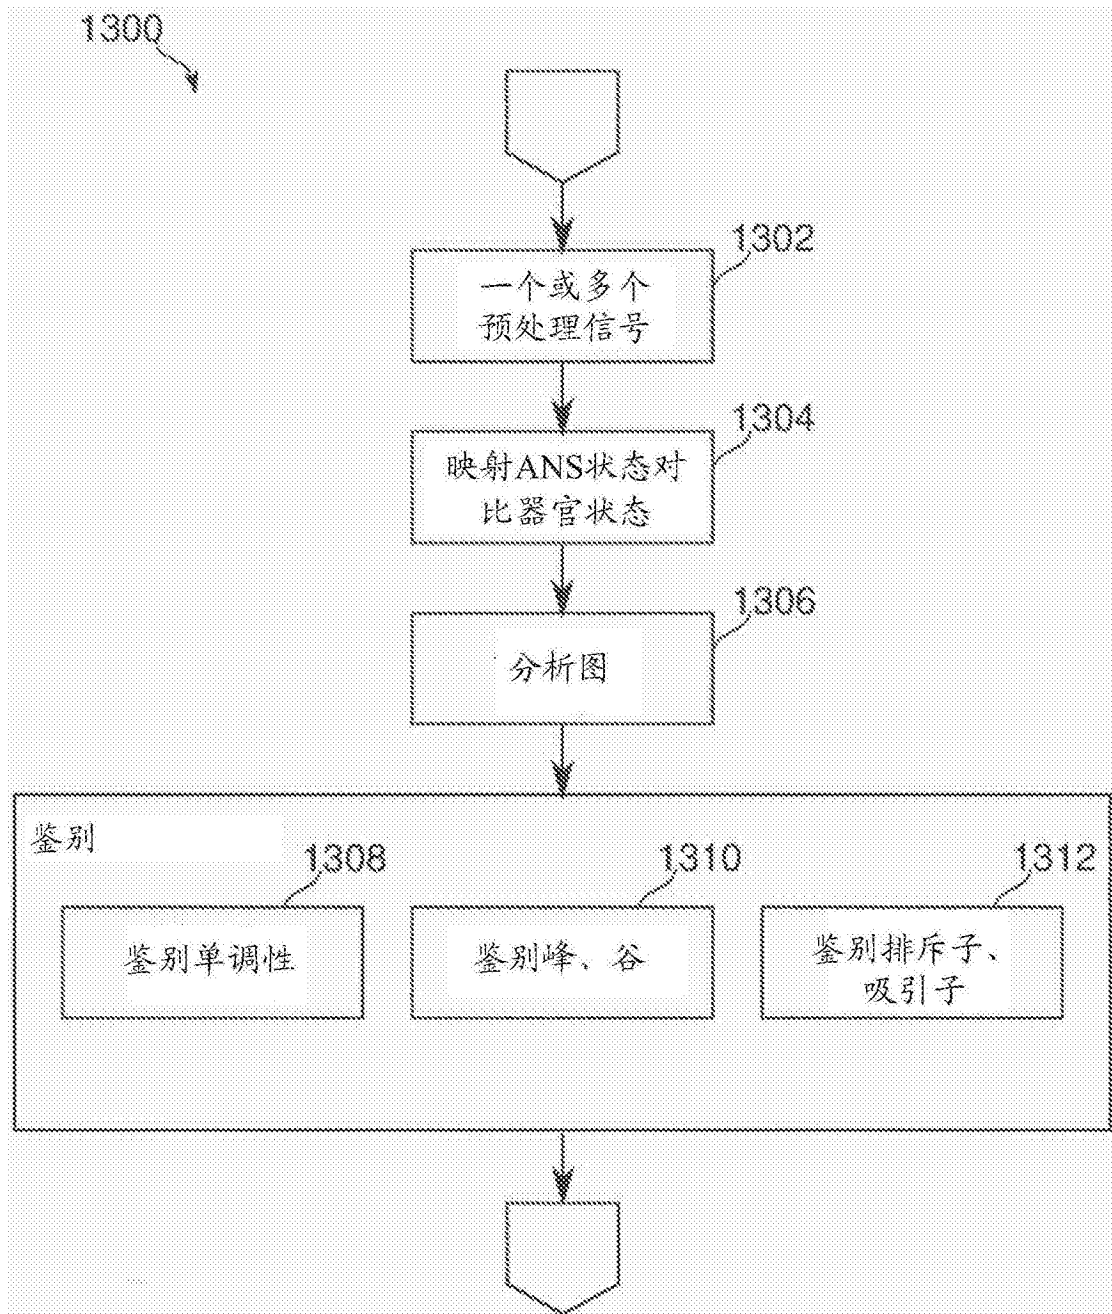 1300
1302
一个或多个
预处理信号
1304
映射ANS状态对
比器官状态
1306
分析图
鉴别
1308
1310
1312
鉴别单调性
鉴别峰、谷
鉴别排斥子、
吸引子